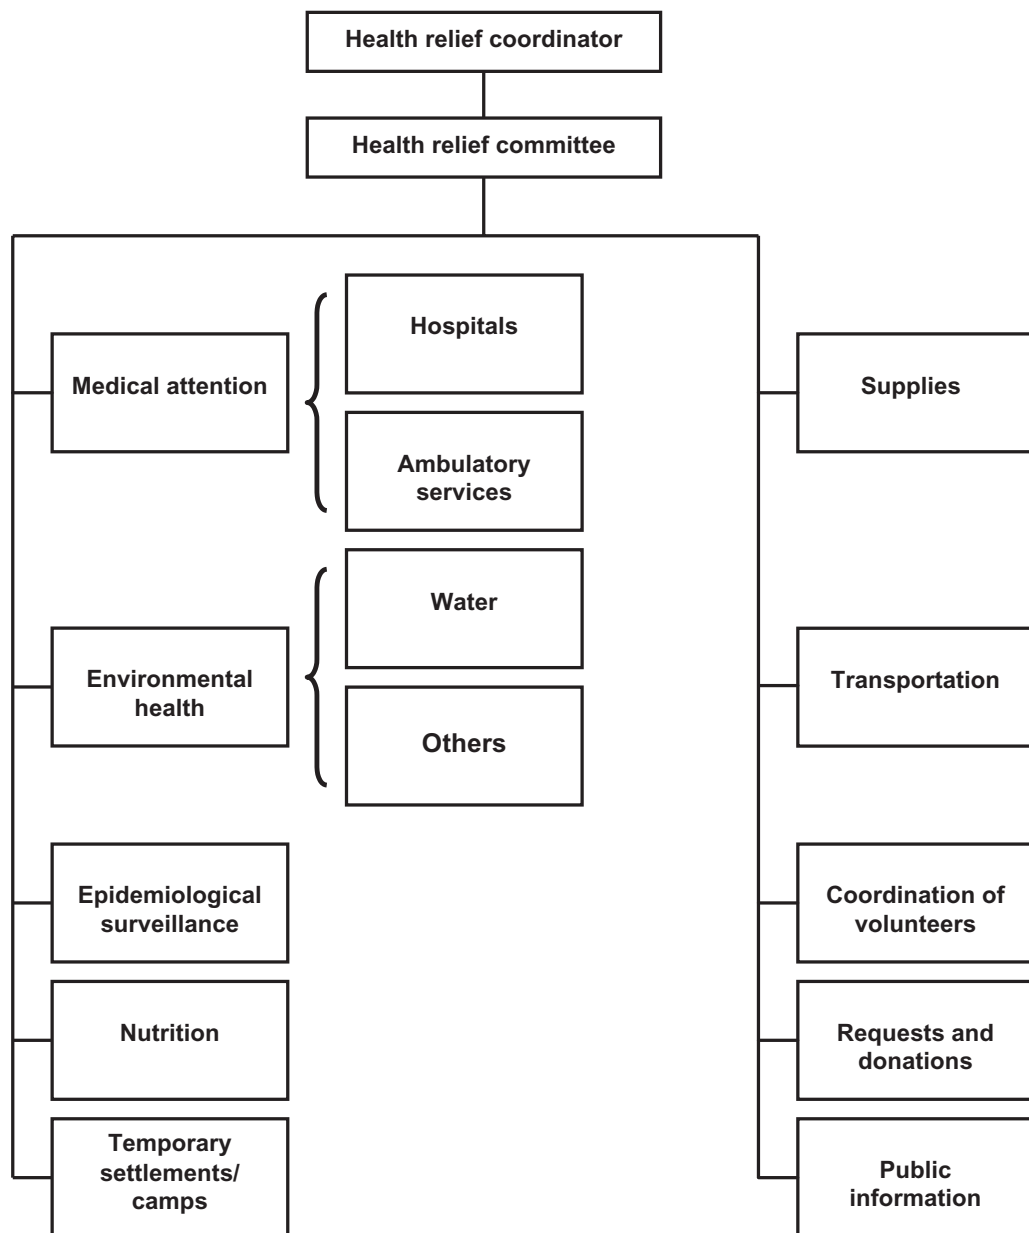 Health relief coordinator
Health relief committee
Medical attention
Hospitals
Ambulatory
services
Environmental
health
Water
Others
Epidemiological
surveillance
Nutrition
Temporary
settlements/
camps
Supplies
Transportation
Coordination of
volunteers
Requests and
donations
Public
information